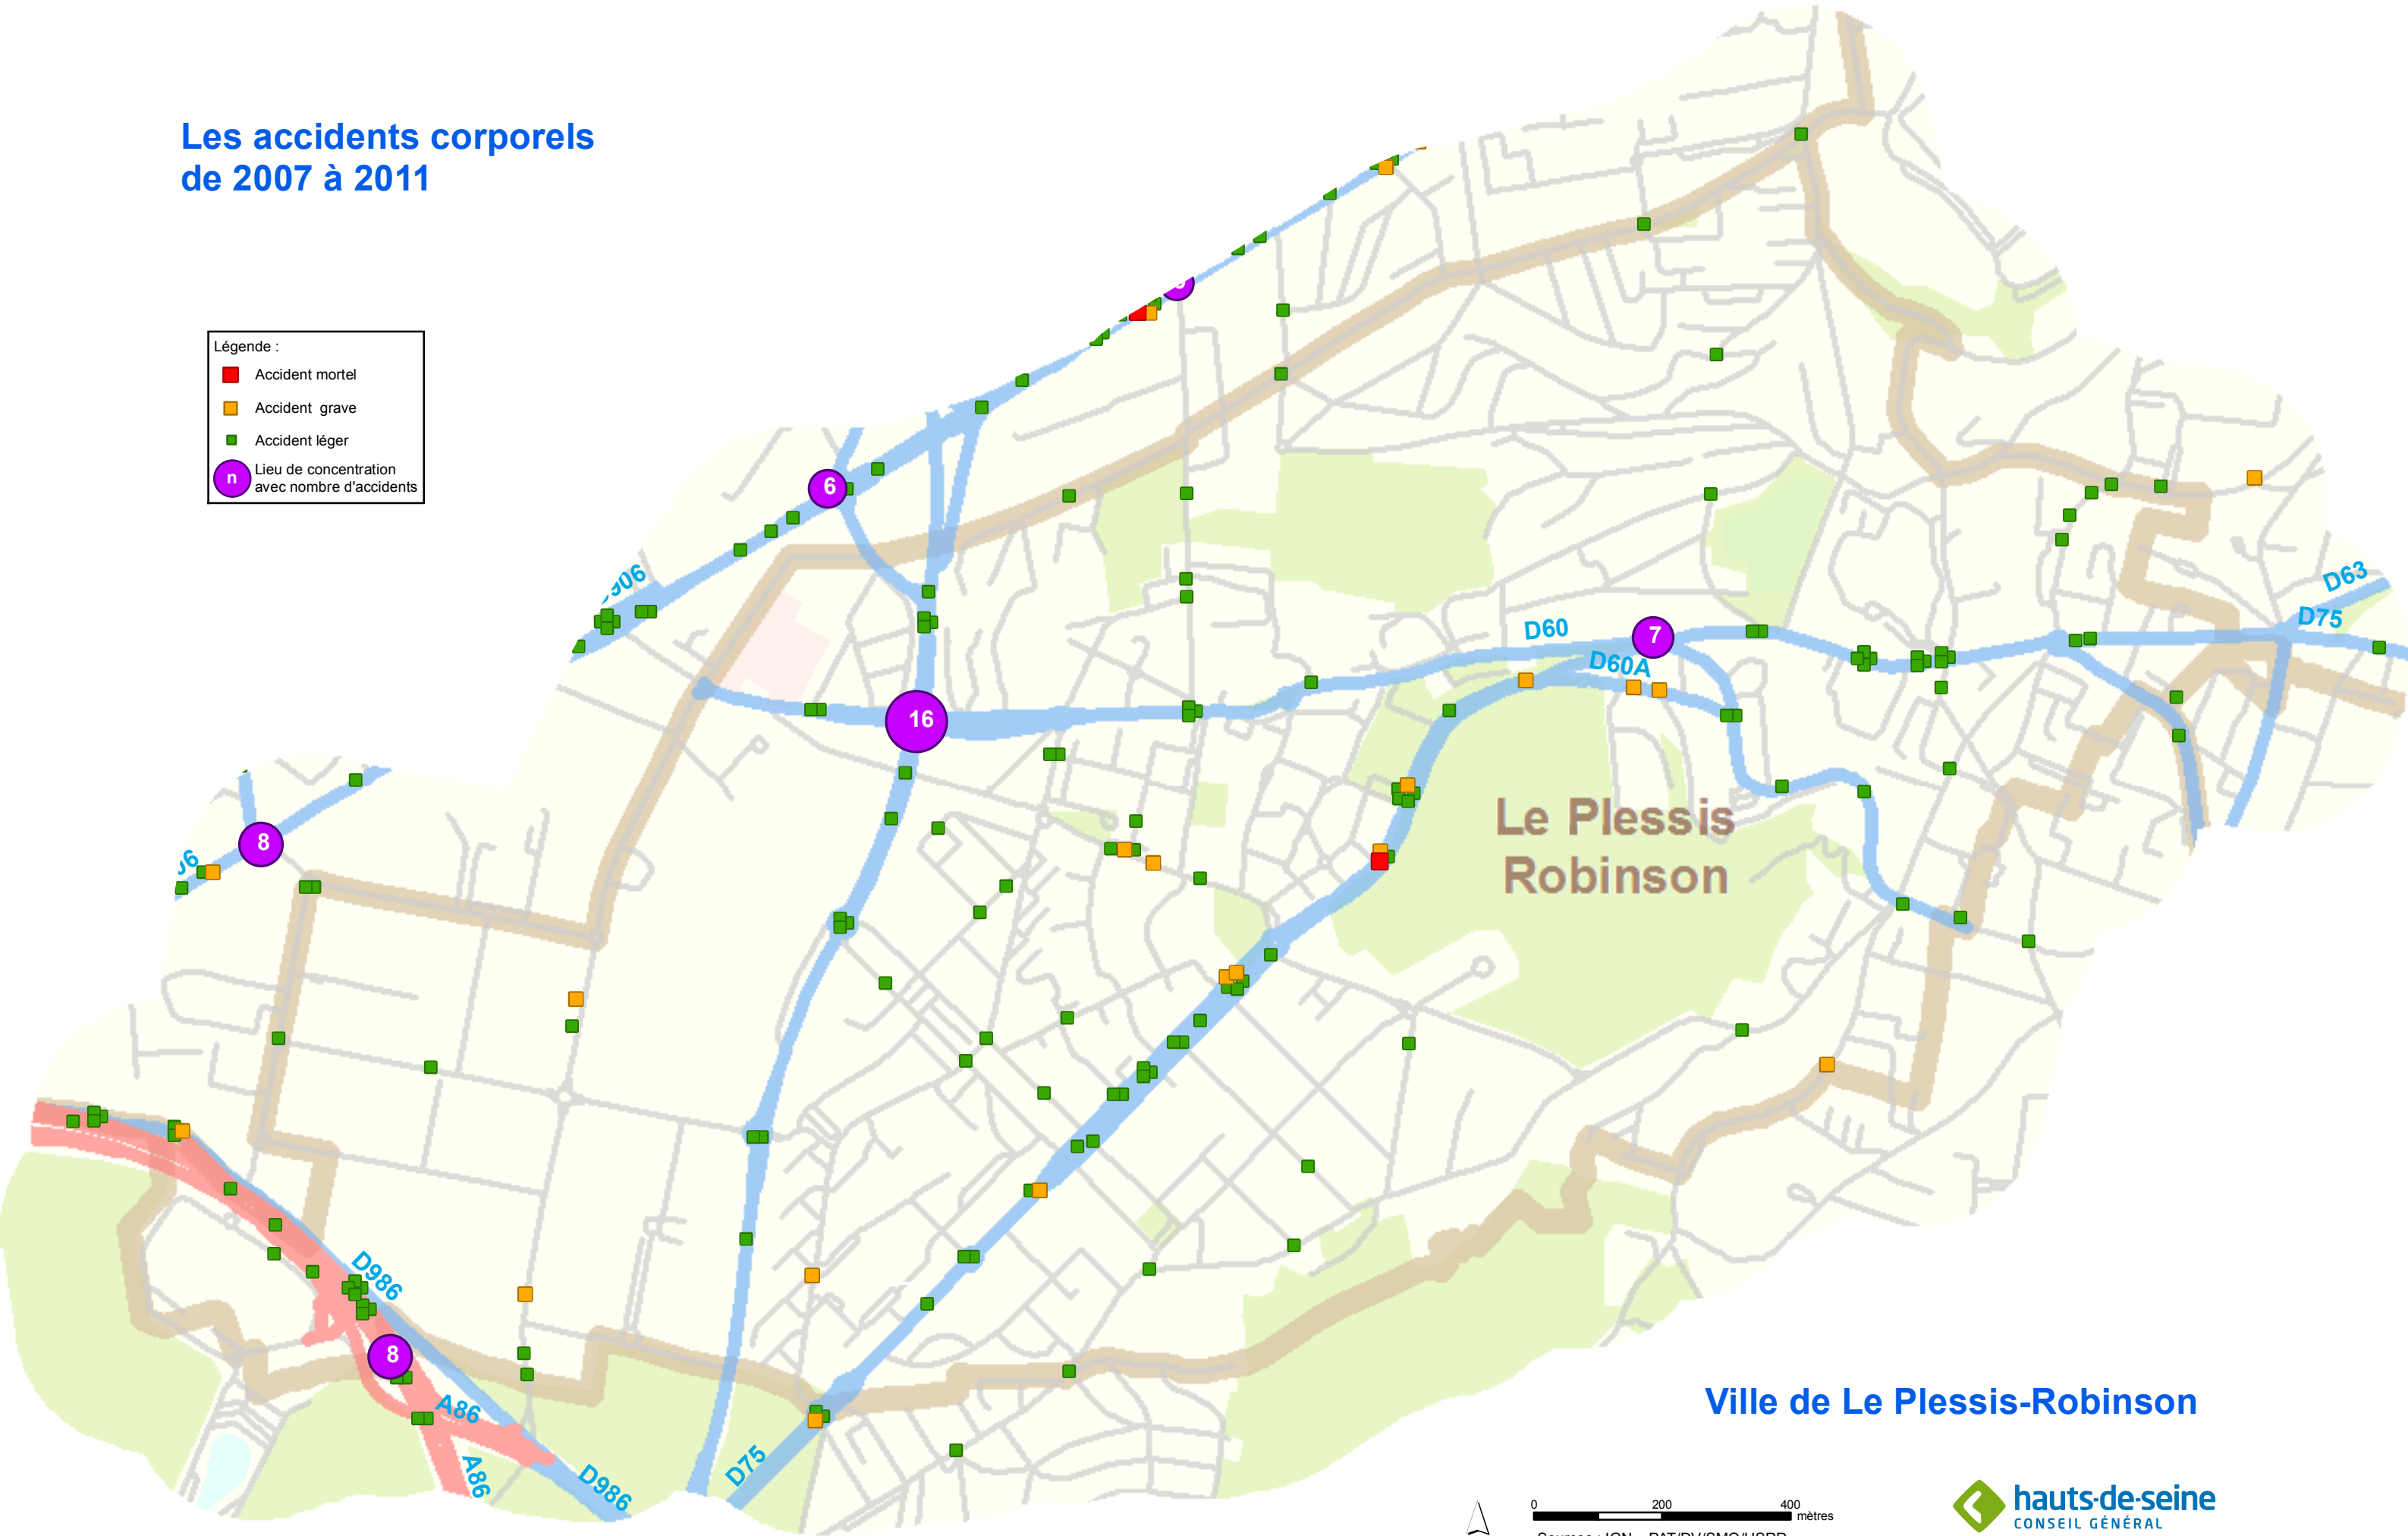 Les accidents corporels
de 2007 à 2011
Légende :
Accident mortel
Accident grave
Accident léger
n
Lieu de concentration
avec nombre d'accidents
6
D63
D75
D60
7
D60A
16
8
Le Plessis
Robinson
D986
8
A86
A86
D986
D75
Ville de Le Plessis-Robinson
0 200 400
mètres
hauts-de-seine
CONSEIL GÉNÉRAL